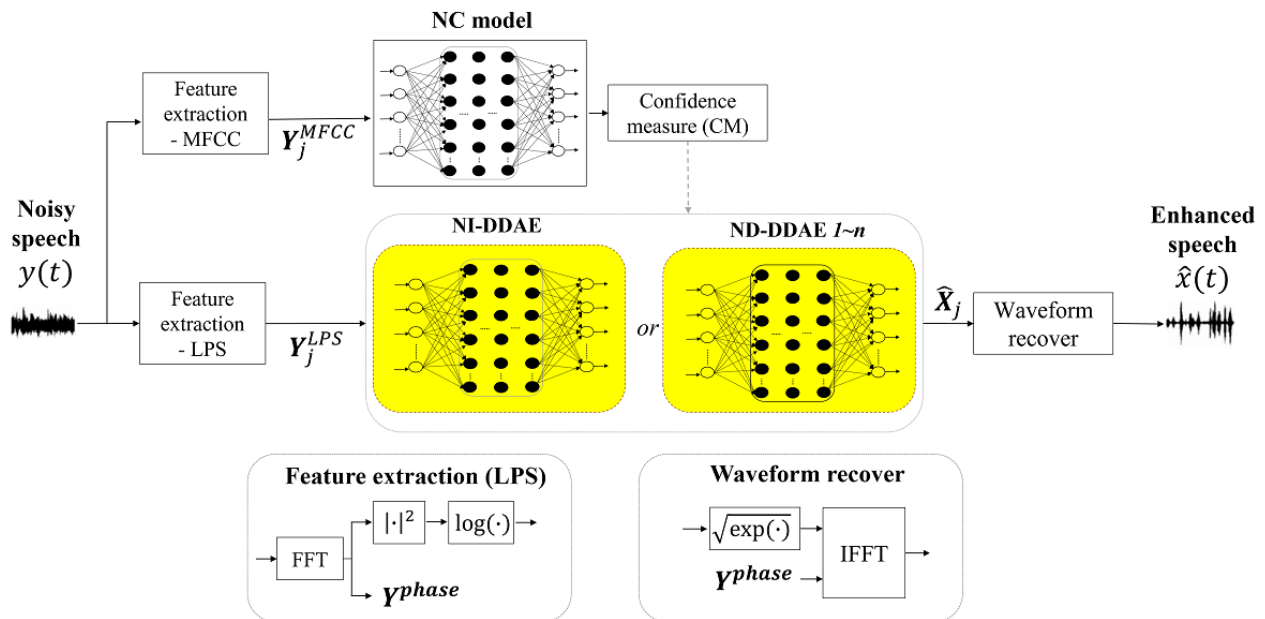 NC model
Feature
extraction
- MFCC
Y_j^{MFCC}
Confidence
measure (CM)
Noisy
speech
y(t)
Feature
extraction
- LPS
Y_j^{LPS}
NI-DDAE
or
ND-DDAE 1~n
X̂_j
Waveform
recover
Enhanced
speech
x̂(t)
Feature extraction (LPS)
FFT
|·|²
log(·)
Y^{phase}
Waveform recover
√exp(·)
Y^{phase}
IFFT